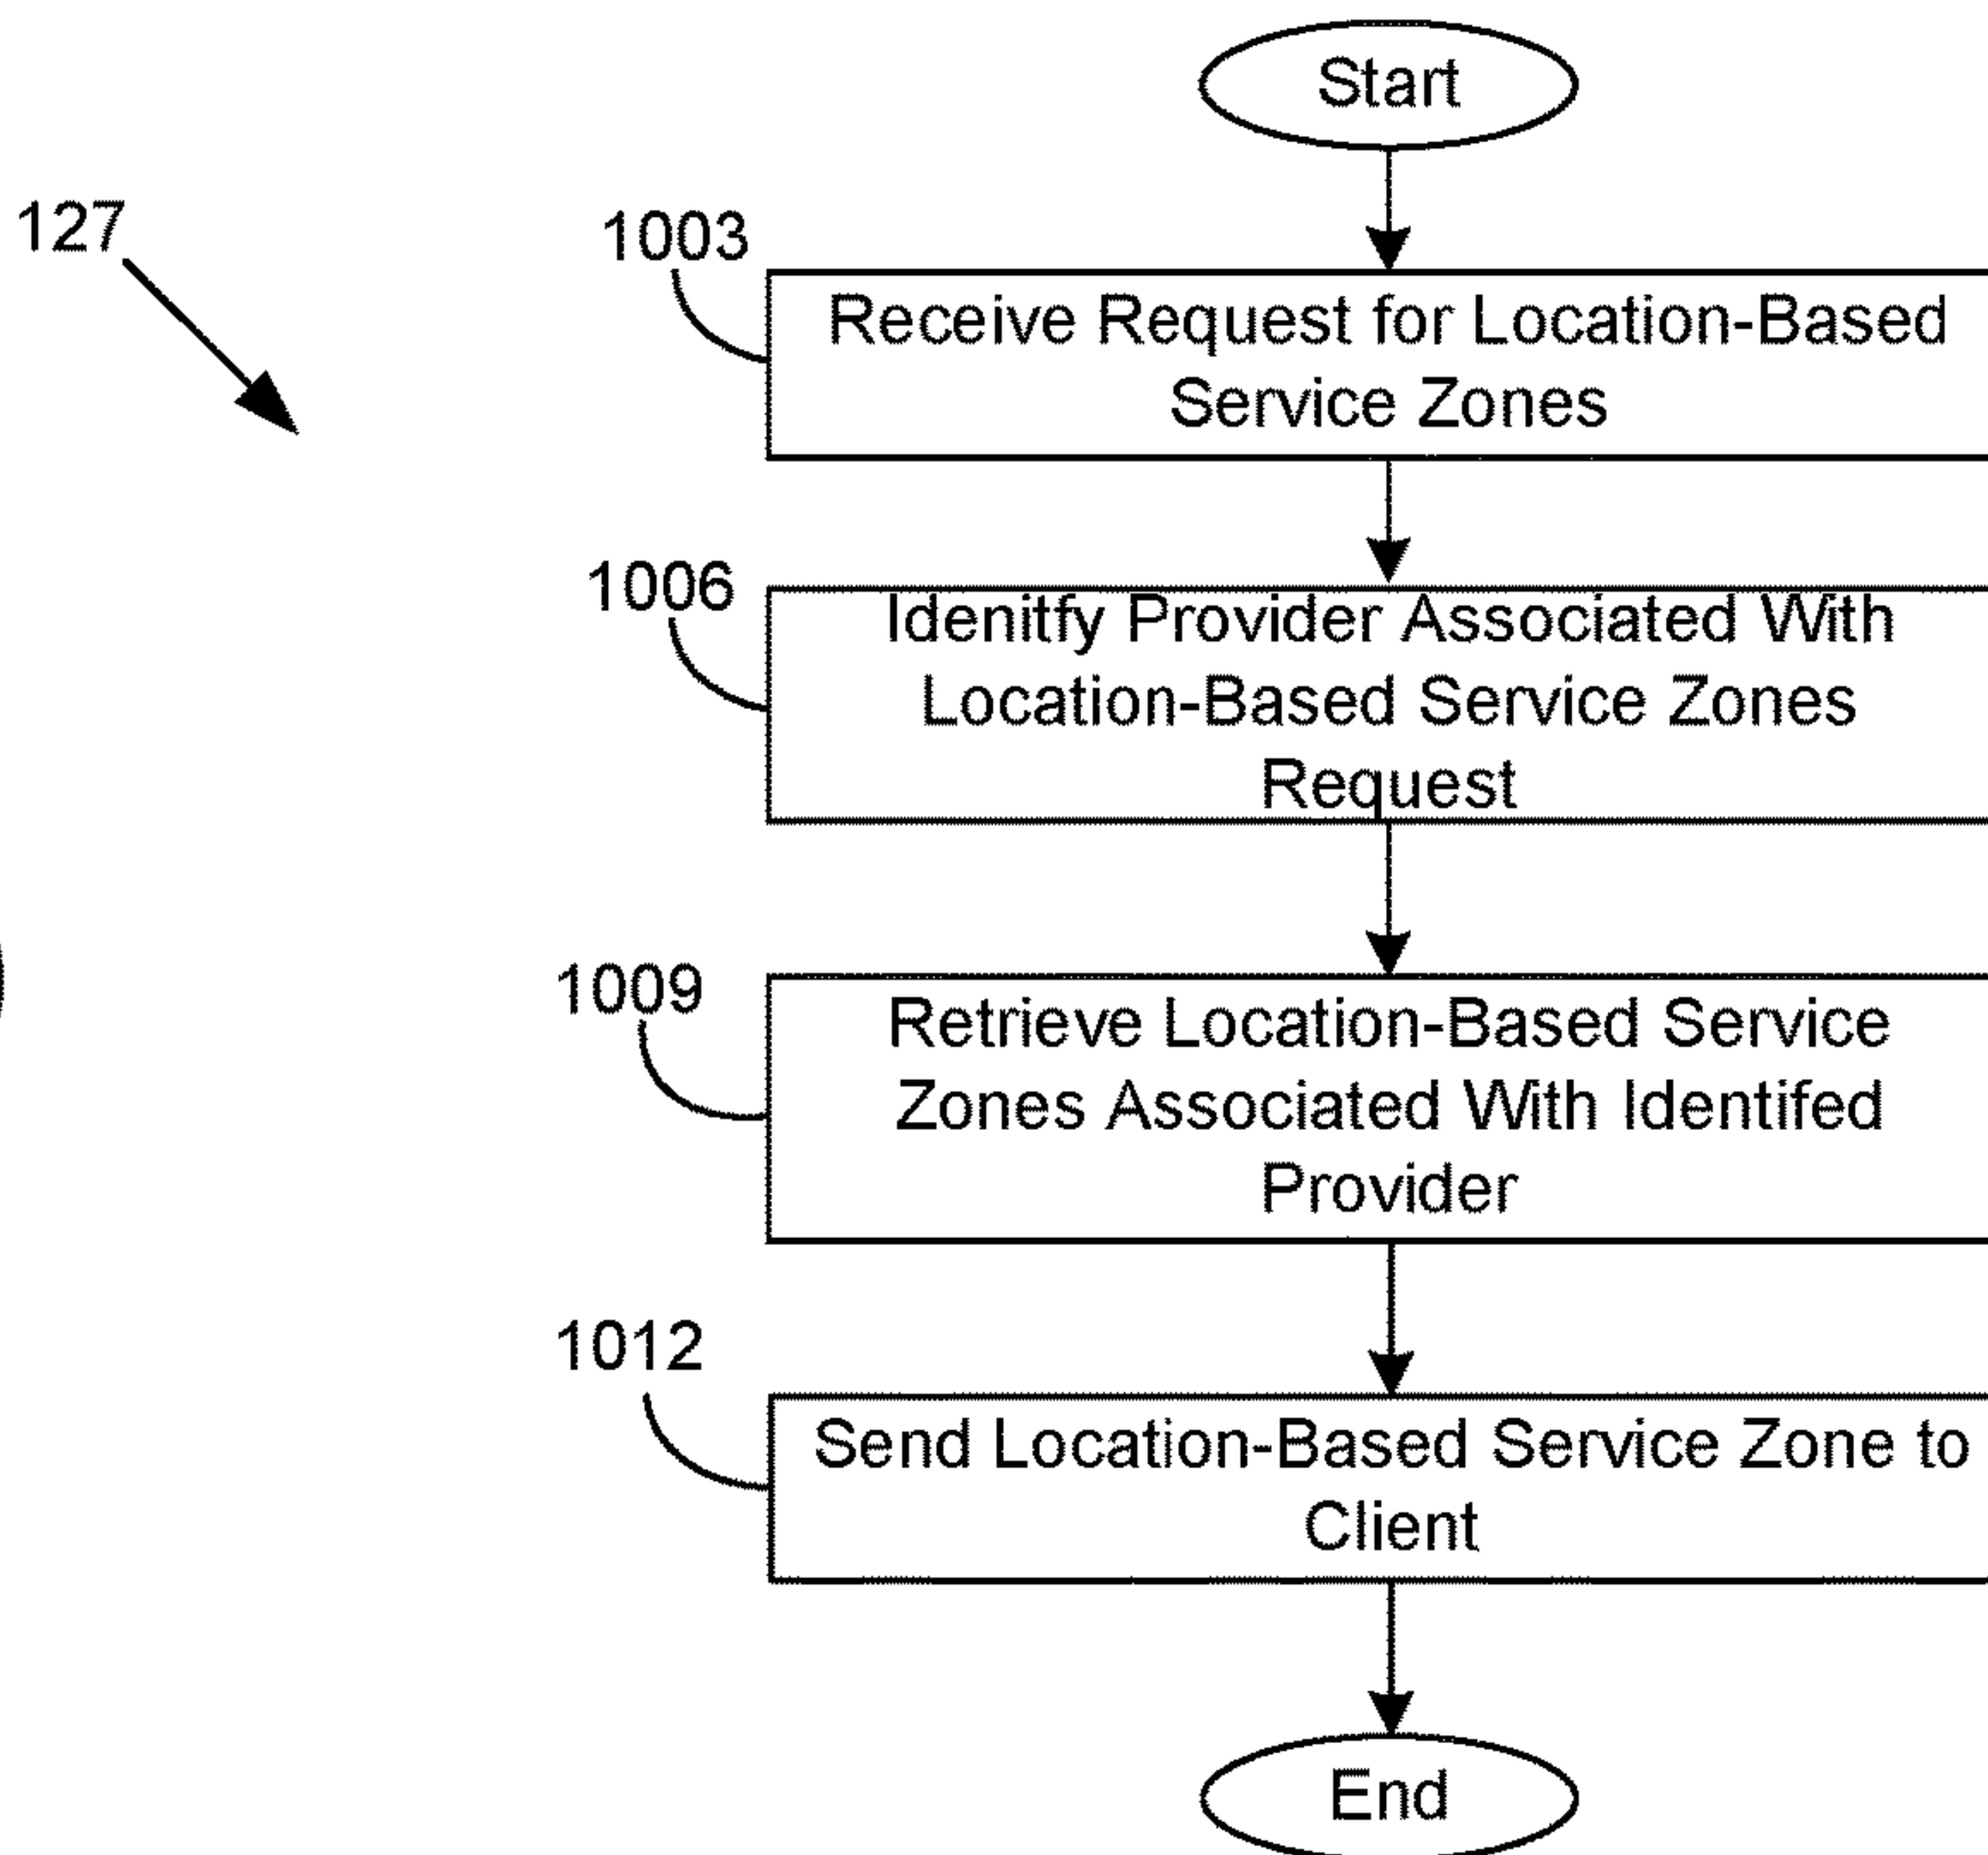 Start
127
1003
Receive Request for Location-Based
Service Zones
1006
Idenitfy Provider Associated With
Location-Based Service Zones
Request
1009
Retrieve Location-Based Service
Zones Associated With Identifed
Provider
1012
Send Location-Based Service Zone to
Client
End